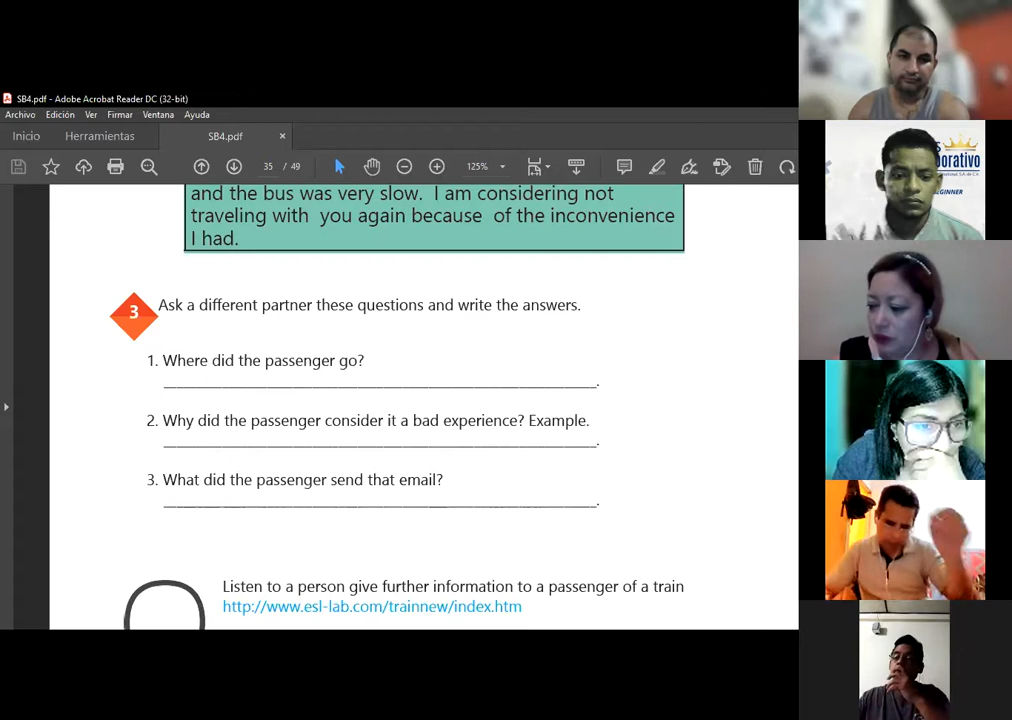 SB4.pdf - Adobe Acrobat Reader DC (32-bit)
Archivo Edición Ver Firmar Ventana Ayuda
Inicio Herramientas SB4.pdf ×
35 / 49 125%
and the bus was very slow. I am considering not
traveling with you again because of the inconvenience
I had.
3 Ask a different partner these questions and write the answers.
1. Where did the passenger go?
2. Why did the passenger consider it a bad experience? Example.
3. What did the passenger send that email?
Listen to a person give further information to a passenger of a train
http://www.esl-lab.com/trainnew/index.htm